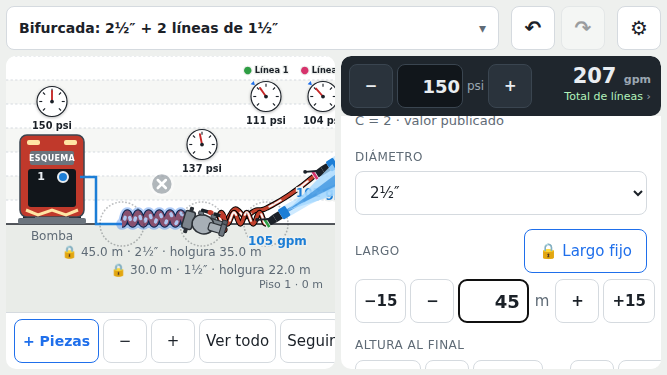 Bifurcada: 2½″ + 2 líneas de 1½″
Línea 1
Línea
150 psi
111 psi
104 ps
137 psi
ESQUEMA
1
Bomba
105 gpm
🔒 45.0 m · 2½″ · holgura 35.0 m
🔒 30.0 m · 1½″ · holgura 22.0 m
Piso 1 · 0 m
+ Piezas
−
+
Ver todo
Seguir
−
150 psi
+
207 gpm
Total de líneas ›
C = 2 · valor publicado
DIÁMETRO
2½″
LARGO
🔒 Largo fijo
−15
−
45 m
+
+15
ALTURA AL FINAL